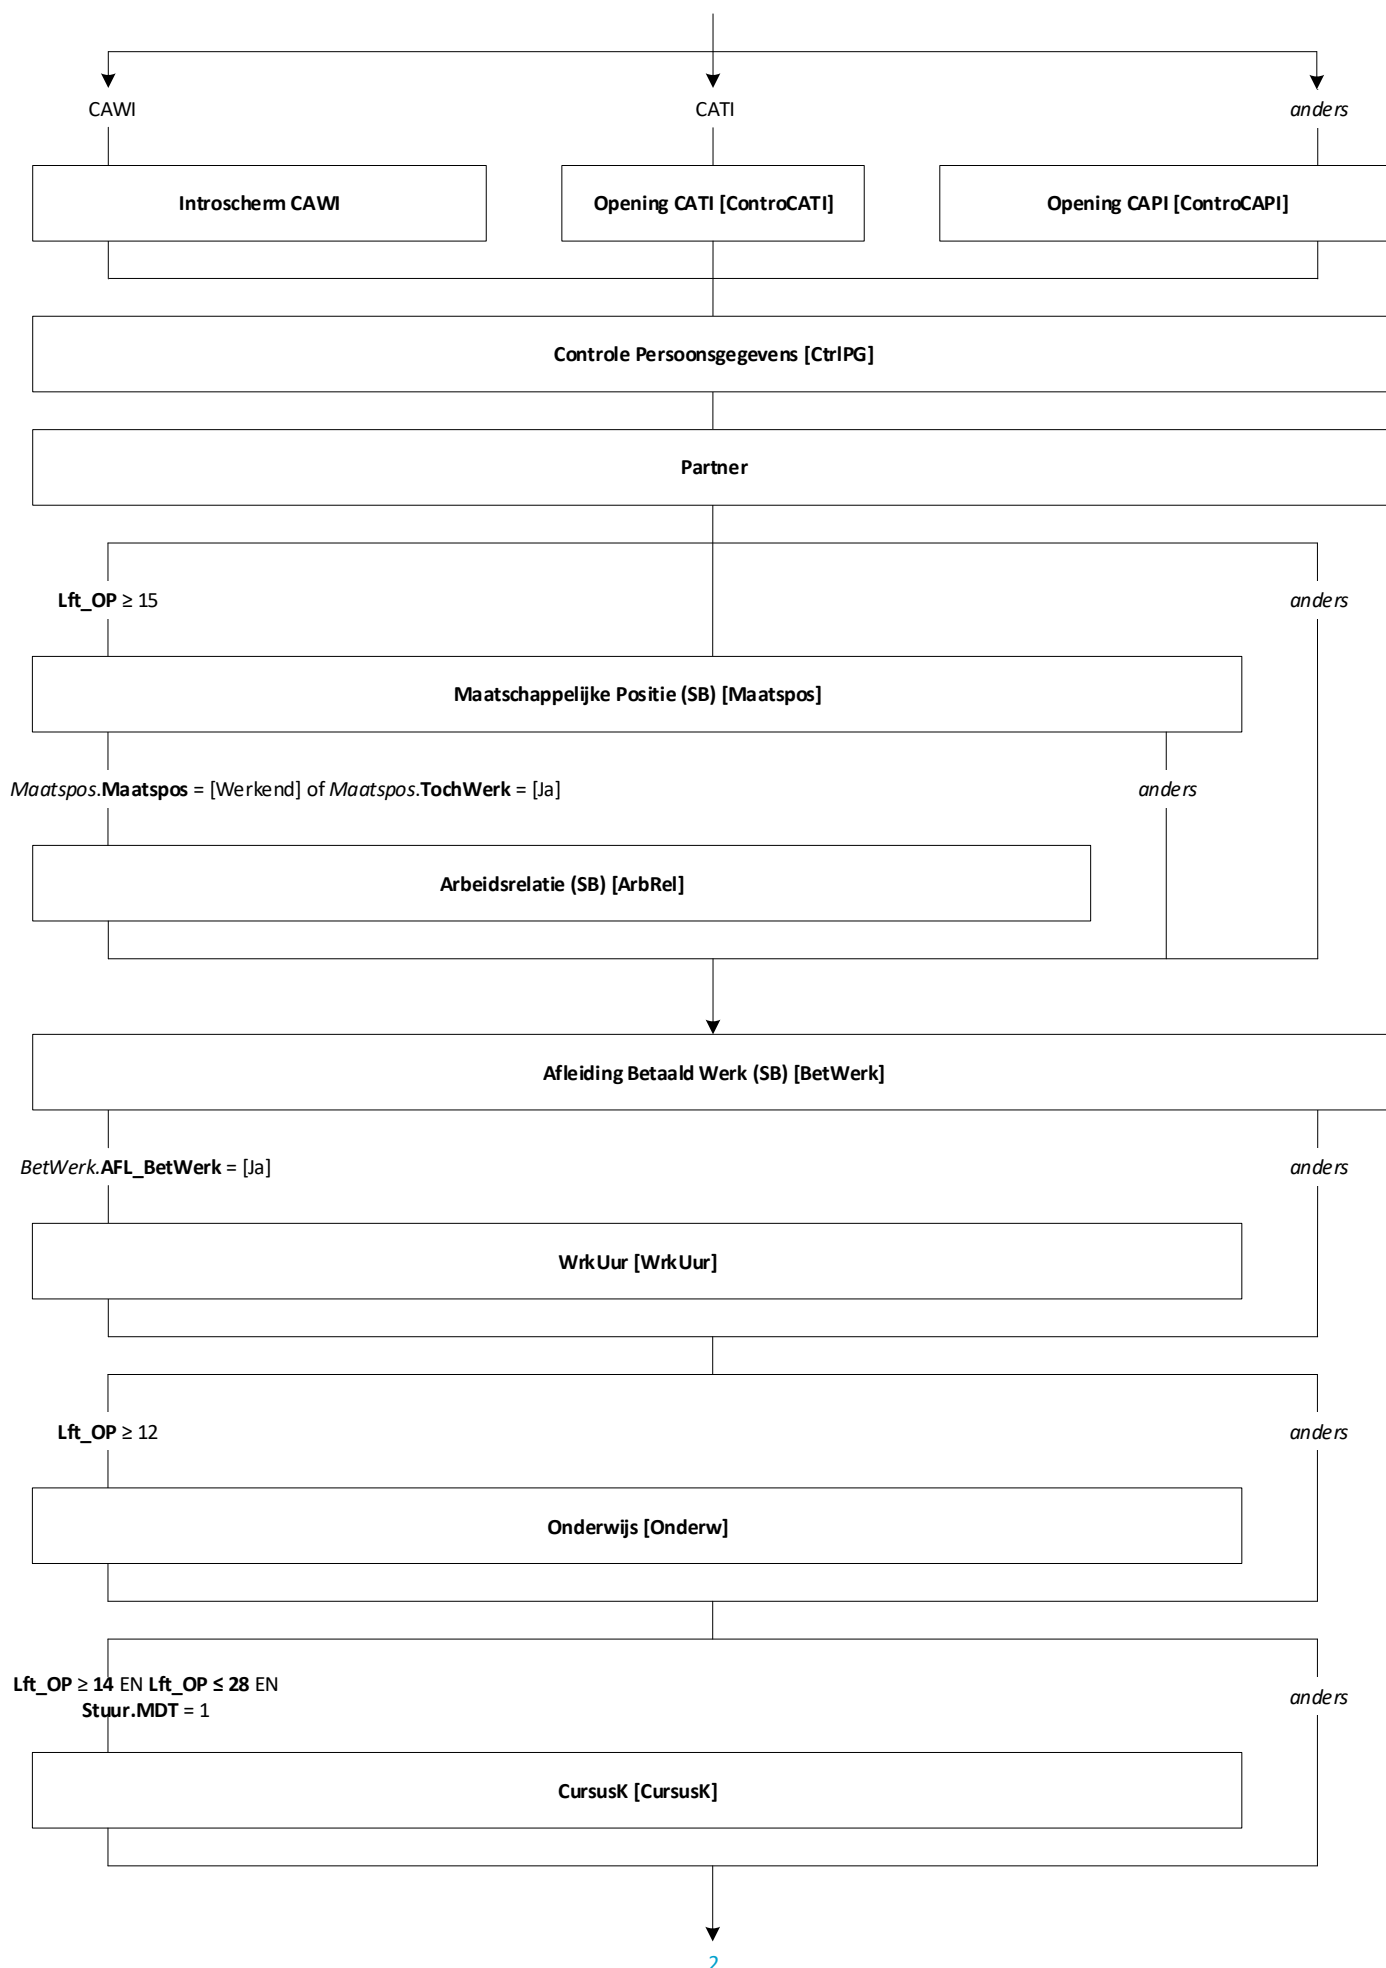 CAWI
CATI
anders
Introscherm CAWI
Opening CATI [ControCATI]
Opening CAPI [ControCAPI]
Controle Persoonsgegevens [CtrlPG]
Partner
Lft_OP ≥ 15
anders
Maatschappelijke Positie (SB) [Maatspos]
Maatspos.Maatspos = [Werkend] of Maatspos.TochWerk = [Ja]
anders
Arbeidsrelatie (SB) [ArbRel]
Afleiding Betaald Werk (SB) [BetWerk]
BetWerk.AFL_BetWerk = [Ja]
anders
WrkUur [WrkUur]
Lft_OP ≥ 12
anders
Onderwijs [Onderw]
Lft_OP ≥ 14 EN Lft_OP ≤ 28 EN
Stuur.MDT = 1
anders
CursusK [CursusK]
2